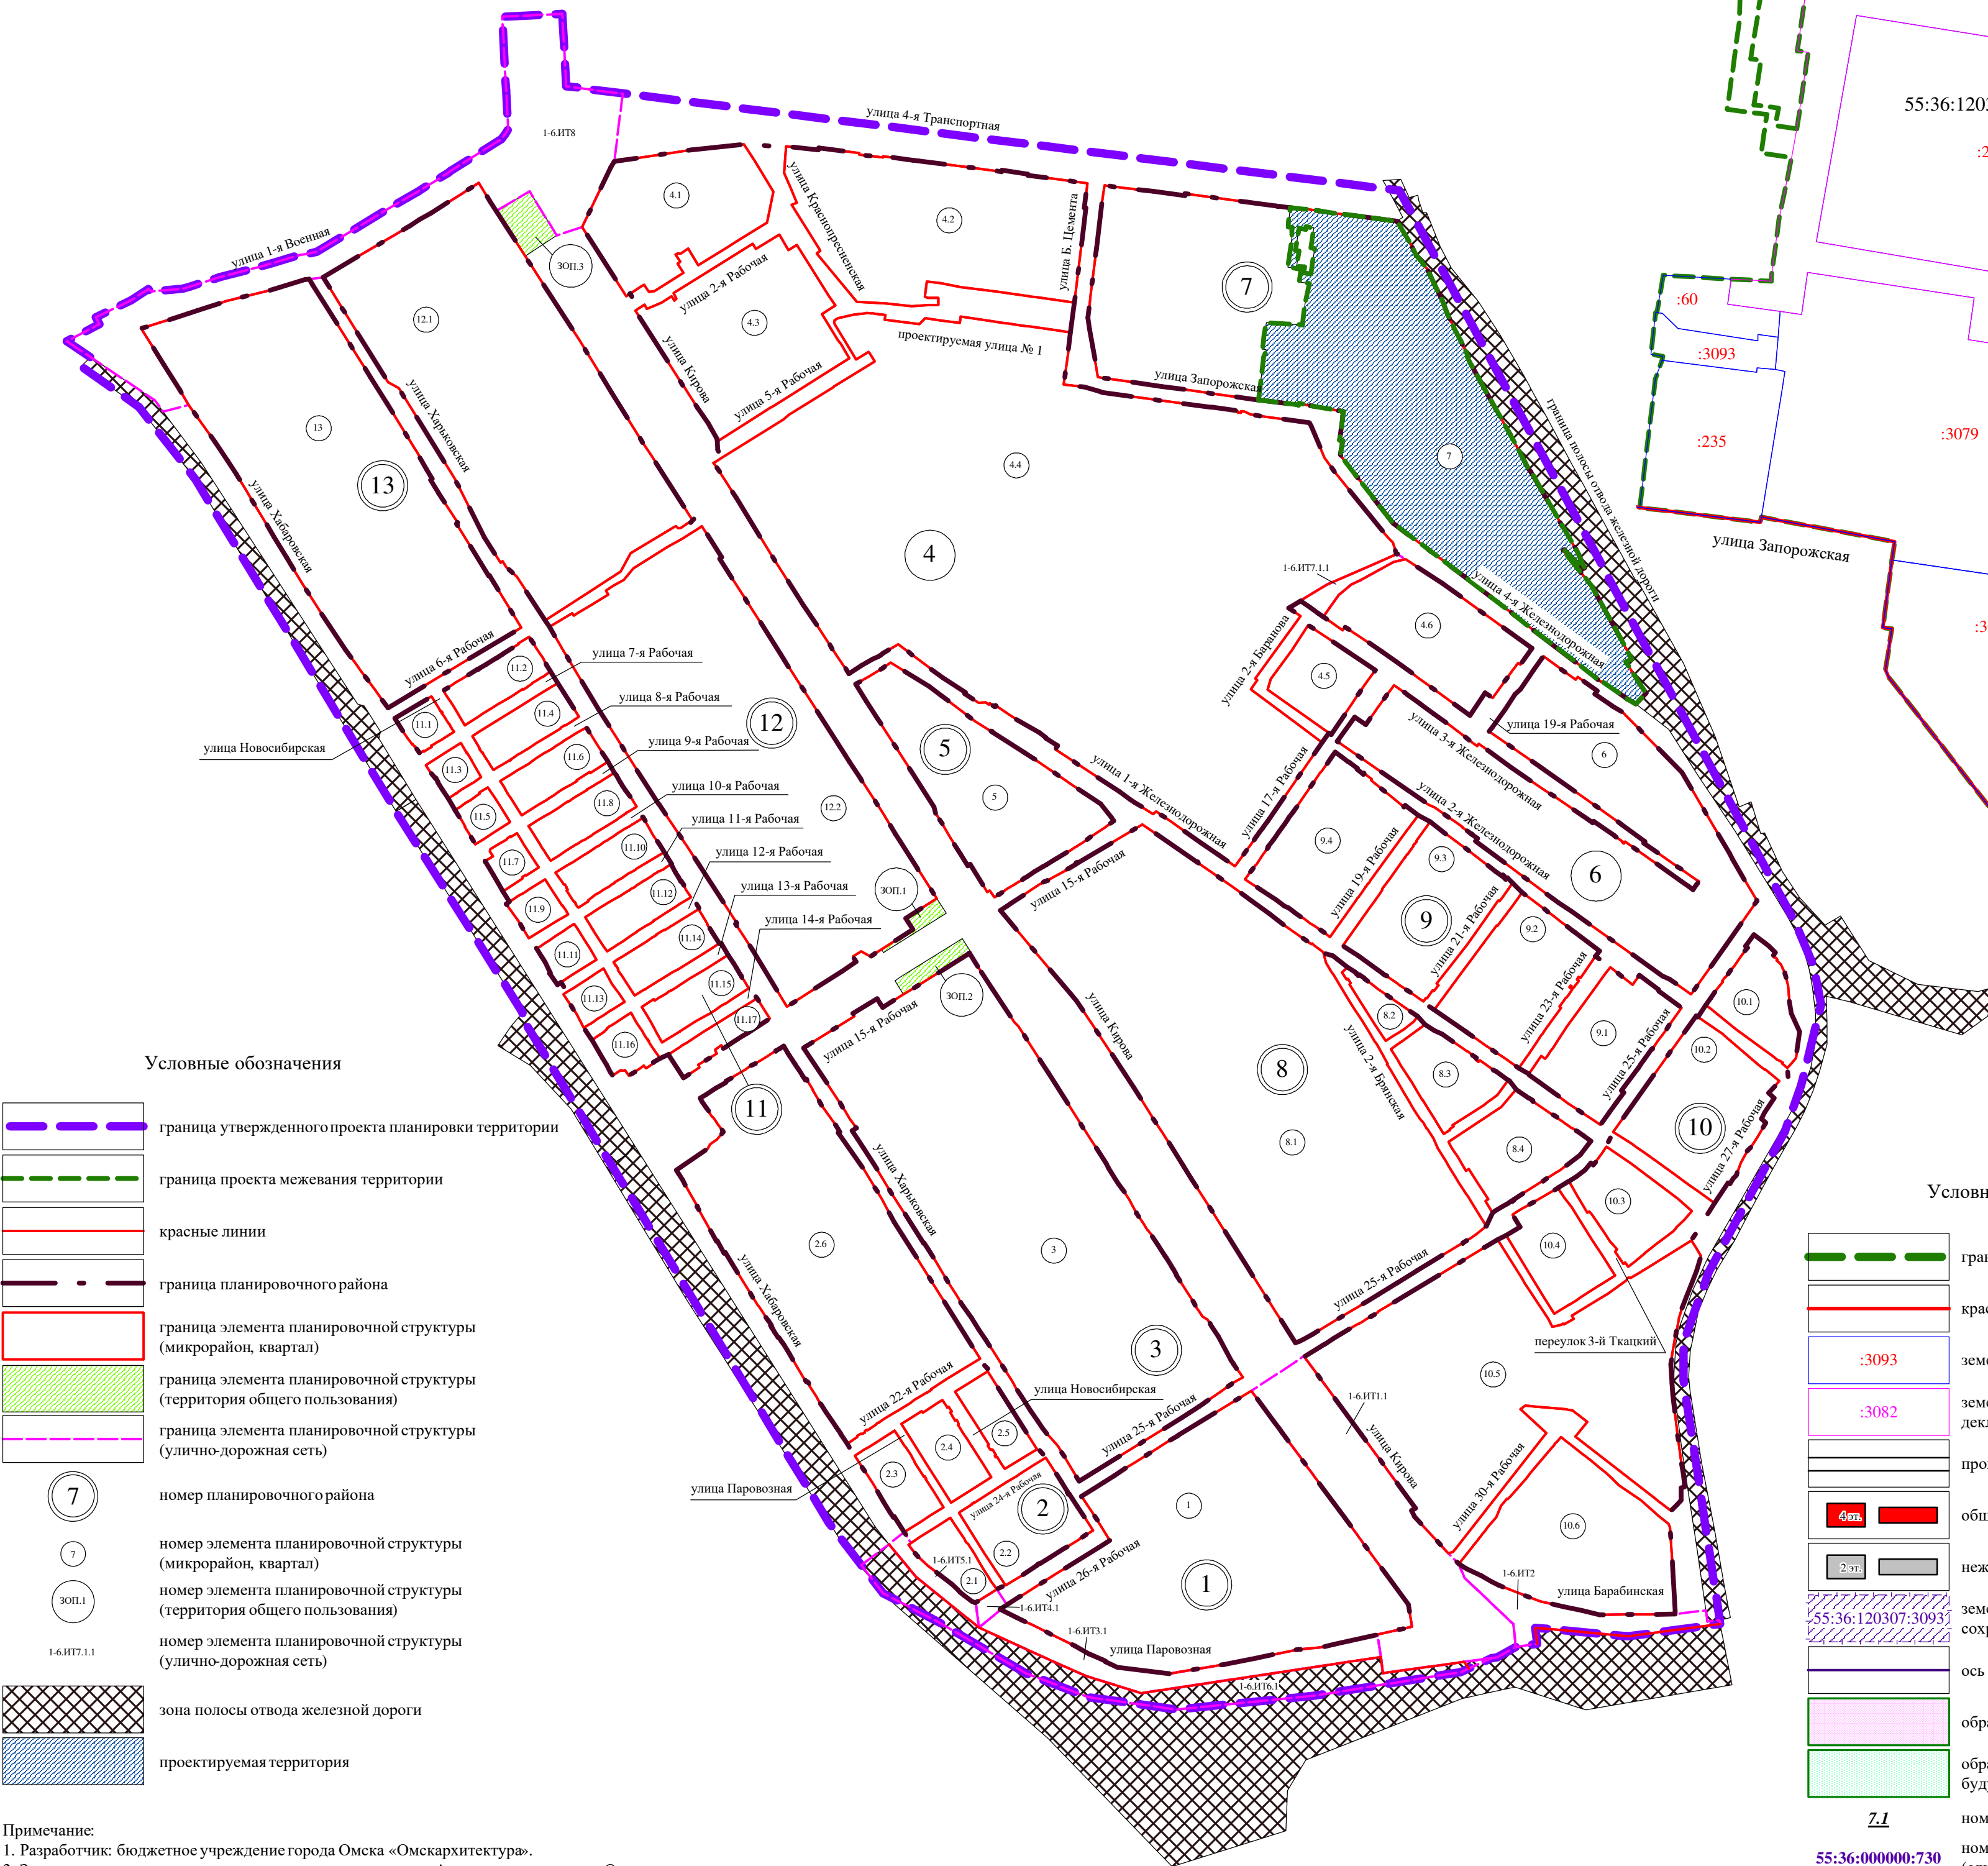 улица 4-я Транспортная
1-6.ИТ8
улица 1-я Военная
4.1
улица Краснопресненская
4.2
улица Б. Цемента
7
ЗОП.3
улица 2-я Рабочая
4.3
12.1
улица Кирова
проектируемая улица № 1
улица 5-я Рабочая
улица Запорожская
граница полосы отвода железной дороги
13
улица Харьковская
13
улица Хабаровская
4.4
7
4
1-6.ИТ7.1.1
улица 4-я Железнодорожная
4.6
улица 2-я Баранова
4.5
улица 6-я Рабочая
11.2
улица 7-я Рабочая
улица 8-я Рабочая
11.1
11.4
12
улица 9-я Рабочая
улица Новосибирская
11.3
11.6
5
улица 19-я Рабочая
улица 3-я Железнодорожная
6
улица 1-я Железнодорожная
улица 17-я Рабочая
улица 2-я Железнодорожная
улица 10-я Рабочая
11.5
11.8
12.2
5
улица 11-я Рабочая
11.7
11.10
9.4
улица 19-я Рабочая
9.3
6
улица 12-я Рабочая
11.9
11.12
улица 13-я Рабочая
ЗОП.1
улица 15-я Рабочая
9
улица 21-я Рабочая
9.2
улица 14-я Рабочая
11.11
11.14
11.15
11.13
11.17
11.16
ЗОП.2
улица 15-я Рабочая
улица Кирова
8.2
улица 23-я Рабочая
9.1
10.1
10.2
8
улица 2-я Брянская
8.3
улица 25-я Рабочая
11
8.1
8.4
10
улица 27-я Рабочая
улица Харьковская
2.6
3
10.3
10.4
улица Хабаровская
улица 25-я Рабочая
3
переулок 3-й Ткацкий
10.5
улица 22-я Рабочая
улица Новосибирская
1-6.ИТ1.1
улица 25-я Рабочая
улица Кирова
2.5
2.4
2.3
улица Паровозная
улица 24-я Рабочая
2
1
улица 30-я Рабочая
10.6
2.2
улица 26-я Рабочая
1-6.ИТ5.1
2.1
1
1-6.ИТ2
улица Барабинская
1-6.ИТ4.1
1-6.ИТ3.1
улица Паровозная
1-6.ИТ6.1
Условные обозначения
граница утвержденного проекта планировки территории
граница проекта межевания территории
красные линии
граница планировочного района
граница элемента планировочной структуры
(микрорайон, квартал)
граница элемента планировочной структуры
(территория общего пользования)
граница элемента планировочной структуры
(улично-дорожная сеть)
7
номер планировочного района
7
номер элемента планировочной структуры
(микрорайон, квартал)
ЗОП.1
номер элемента планировочной структуры
(территория общего пользования)
1-6.ИТ7.1.1
номер элемента планировочной структуры
(улично-дорожная сеть)
зона полосы отвода железной дороги
проектируемая территория
Примечание:
1. Разработчик: бюджетное учреждение города Омска «Омскархитектура».
:60
:3093
:235
:3079
улица Запорожская
:3093
:3082
4 эт.
2 эт.
55:36:120307:3093
ось
7.1
55:36:000000:730